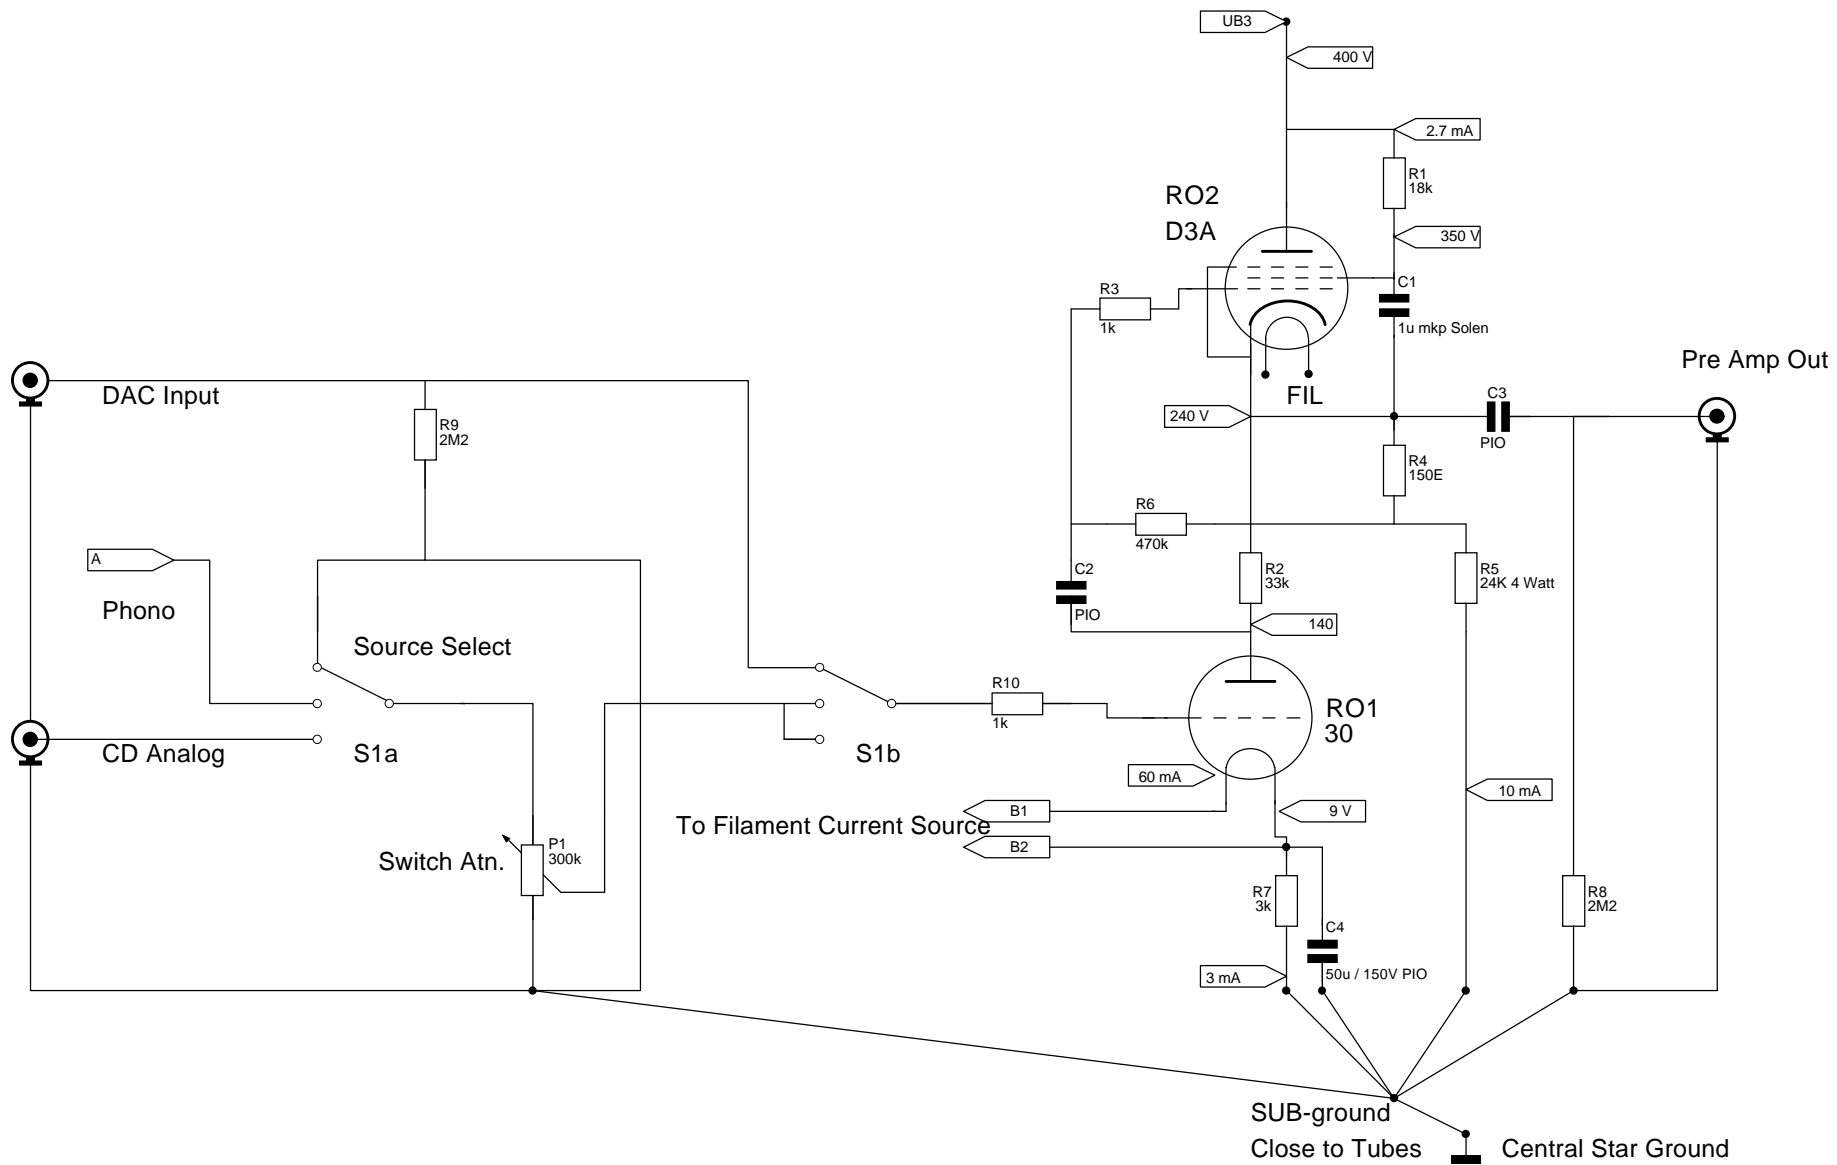 UB3
400 V
2.7 mA
R1
18k
RO2
D3A
350 V
C1
1u mkp Solen
R3
1k
FIL
Pre Amp Out
DAC Input
R9
2M2
240 V
C3
PIO
R4
150E
R6
470k
A
Phono
C2
PIO
R2
33k
R5
24K 4 Watt
140
Source Select
R10
1k
RO1
30
CD Analog
S1a
S1b
60 mA
10 mA
B1
9 V
To Filament Current Source
B2
P1
300k
Switch Atn.
R7
3k
R8
2M2
C4
50u / 150V PIO
3 mA
SUB-ground
Close to Tubes
Central Star Ground